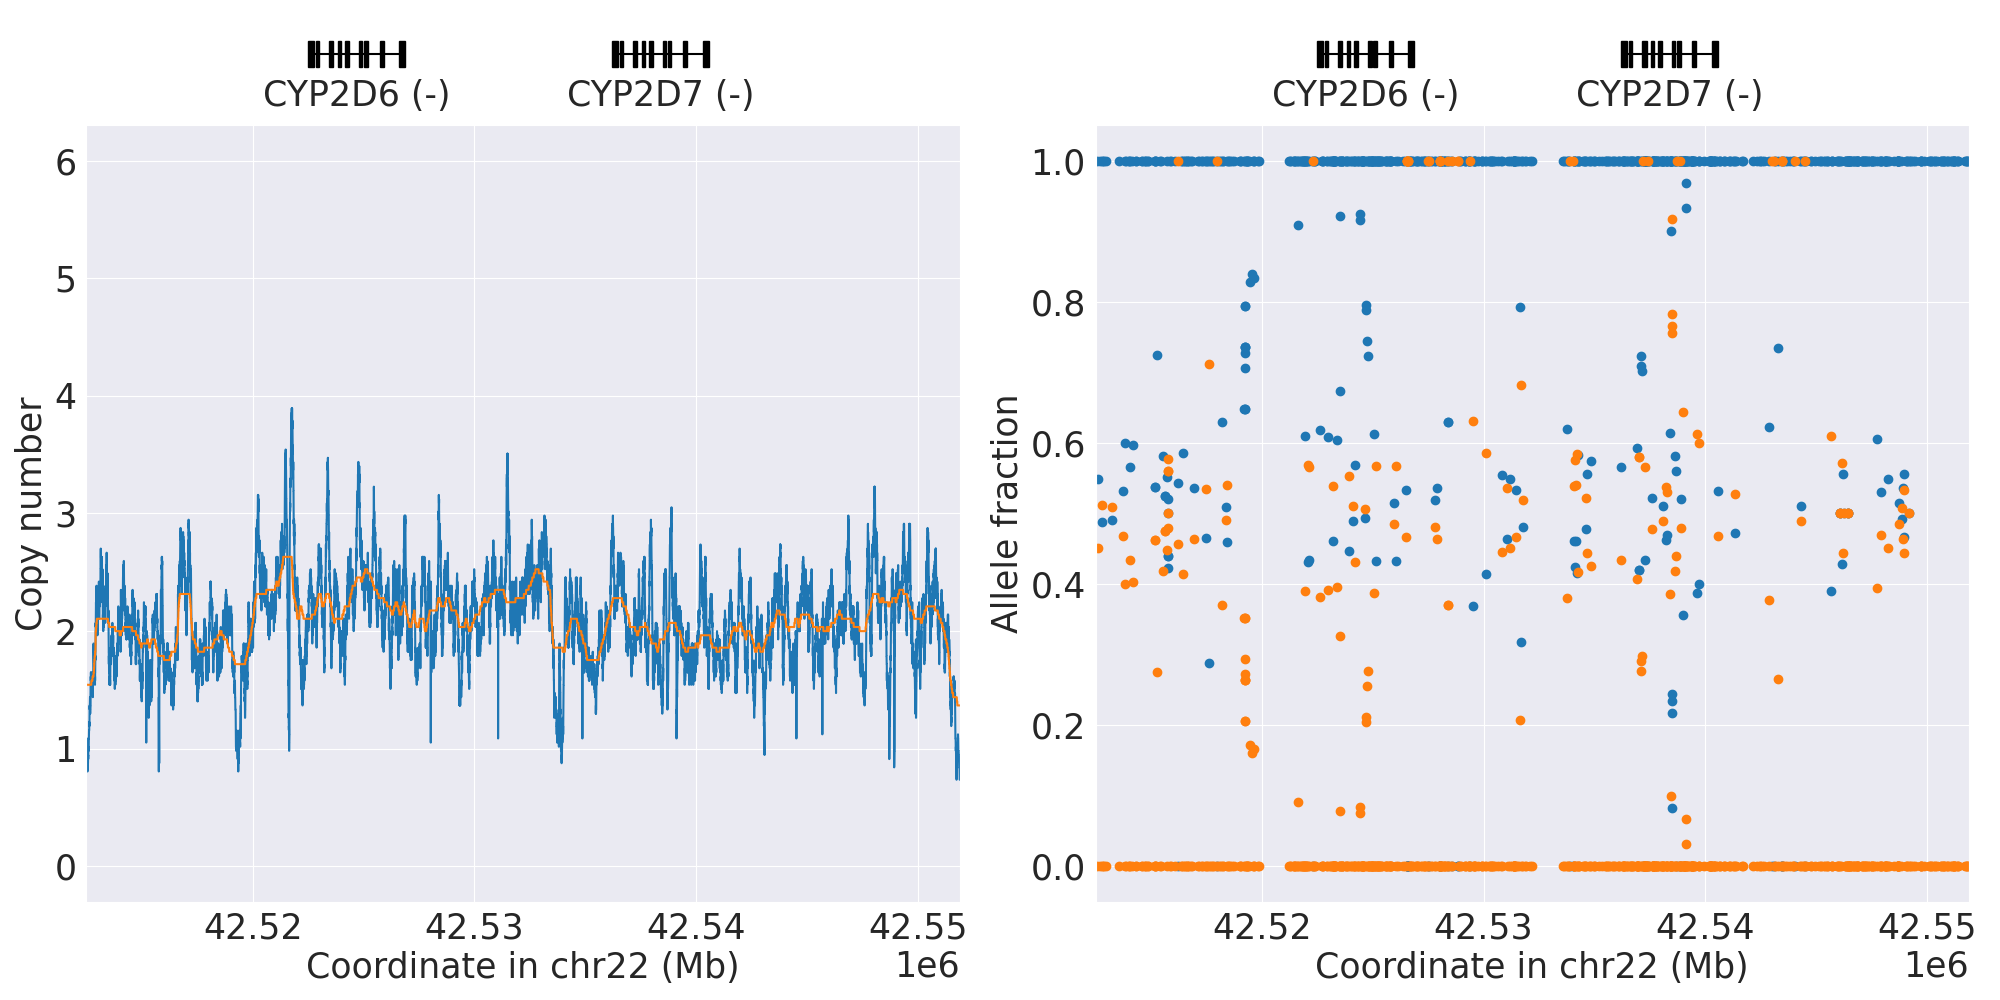 CYP2D6 (-) CYP2D7 (-)
6
5
4
3
2
1
0
Copy number
42.52 42.53 42.54 42.55
Coordinate in chr22 (Mb) 1e6
CYP2D6 (-) CYP2D7 (-)
1.0
0.8
0.6
0.4
0.2
0.0
Allele fraction
42.52 42.53 42.54 42.55
Coordinate in chr22 (Mb) 1e6